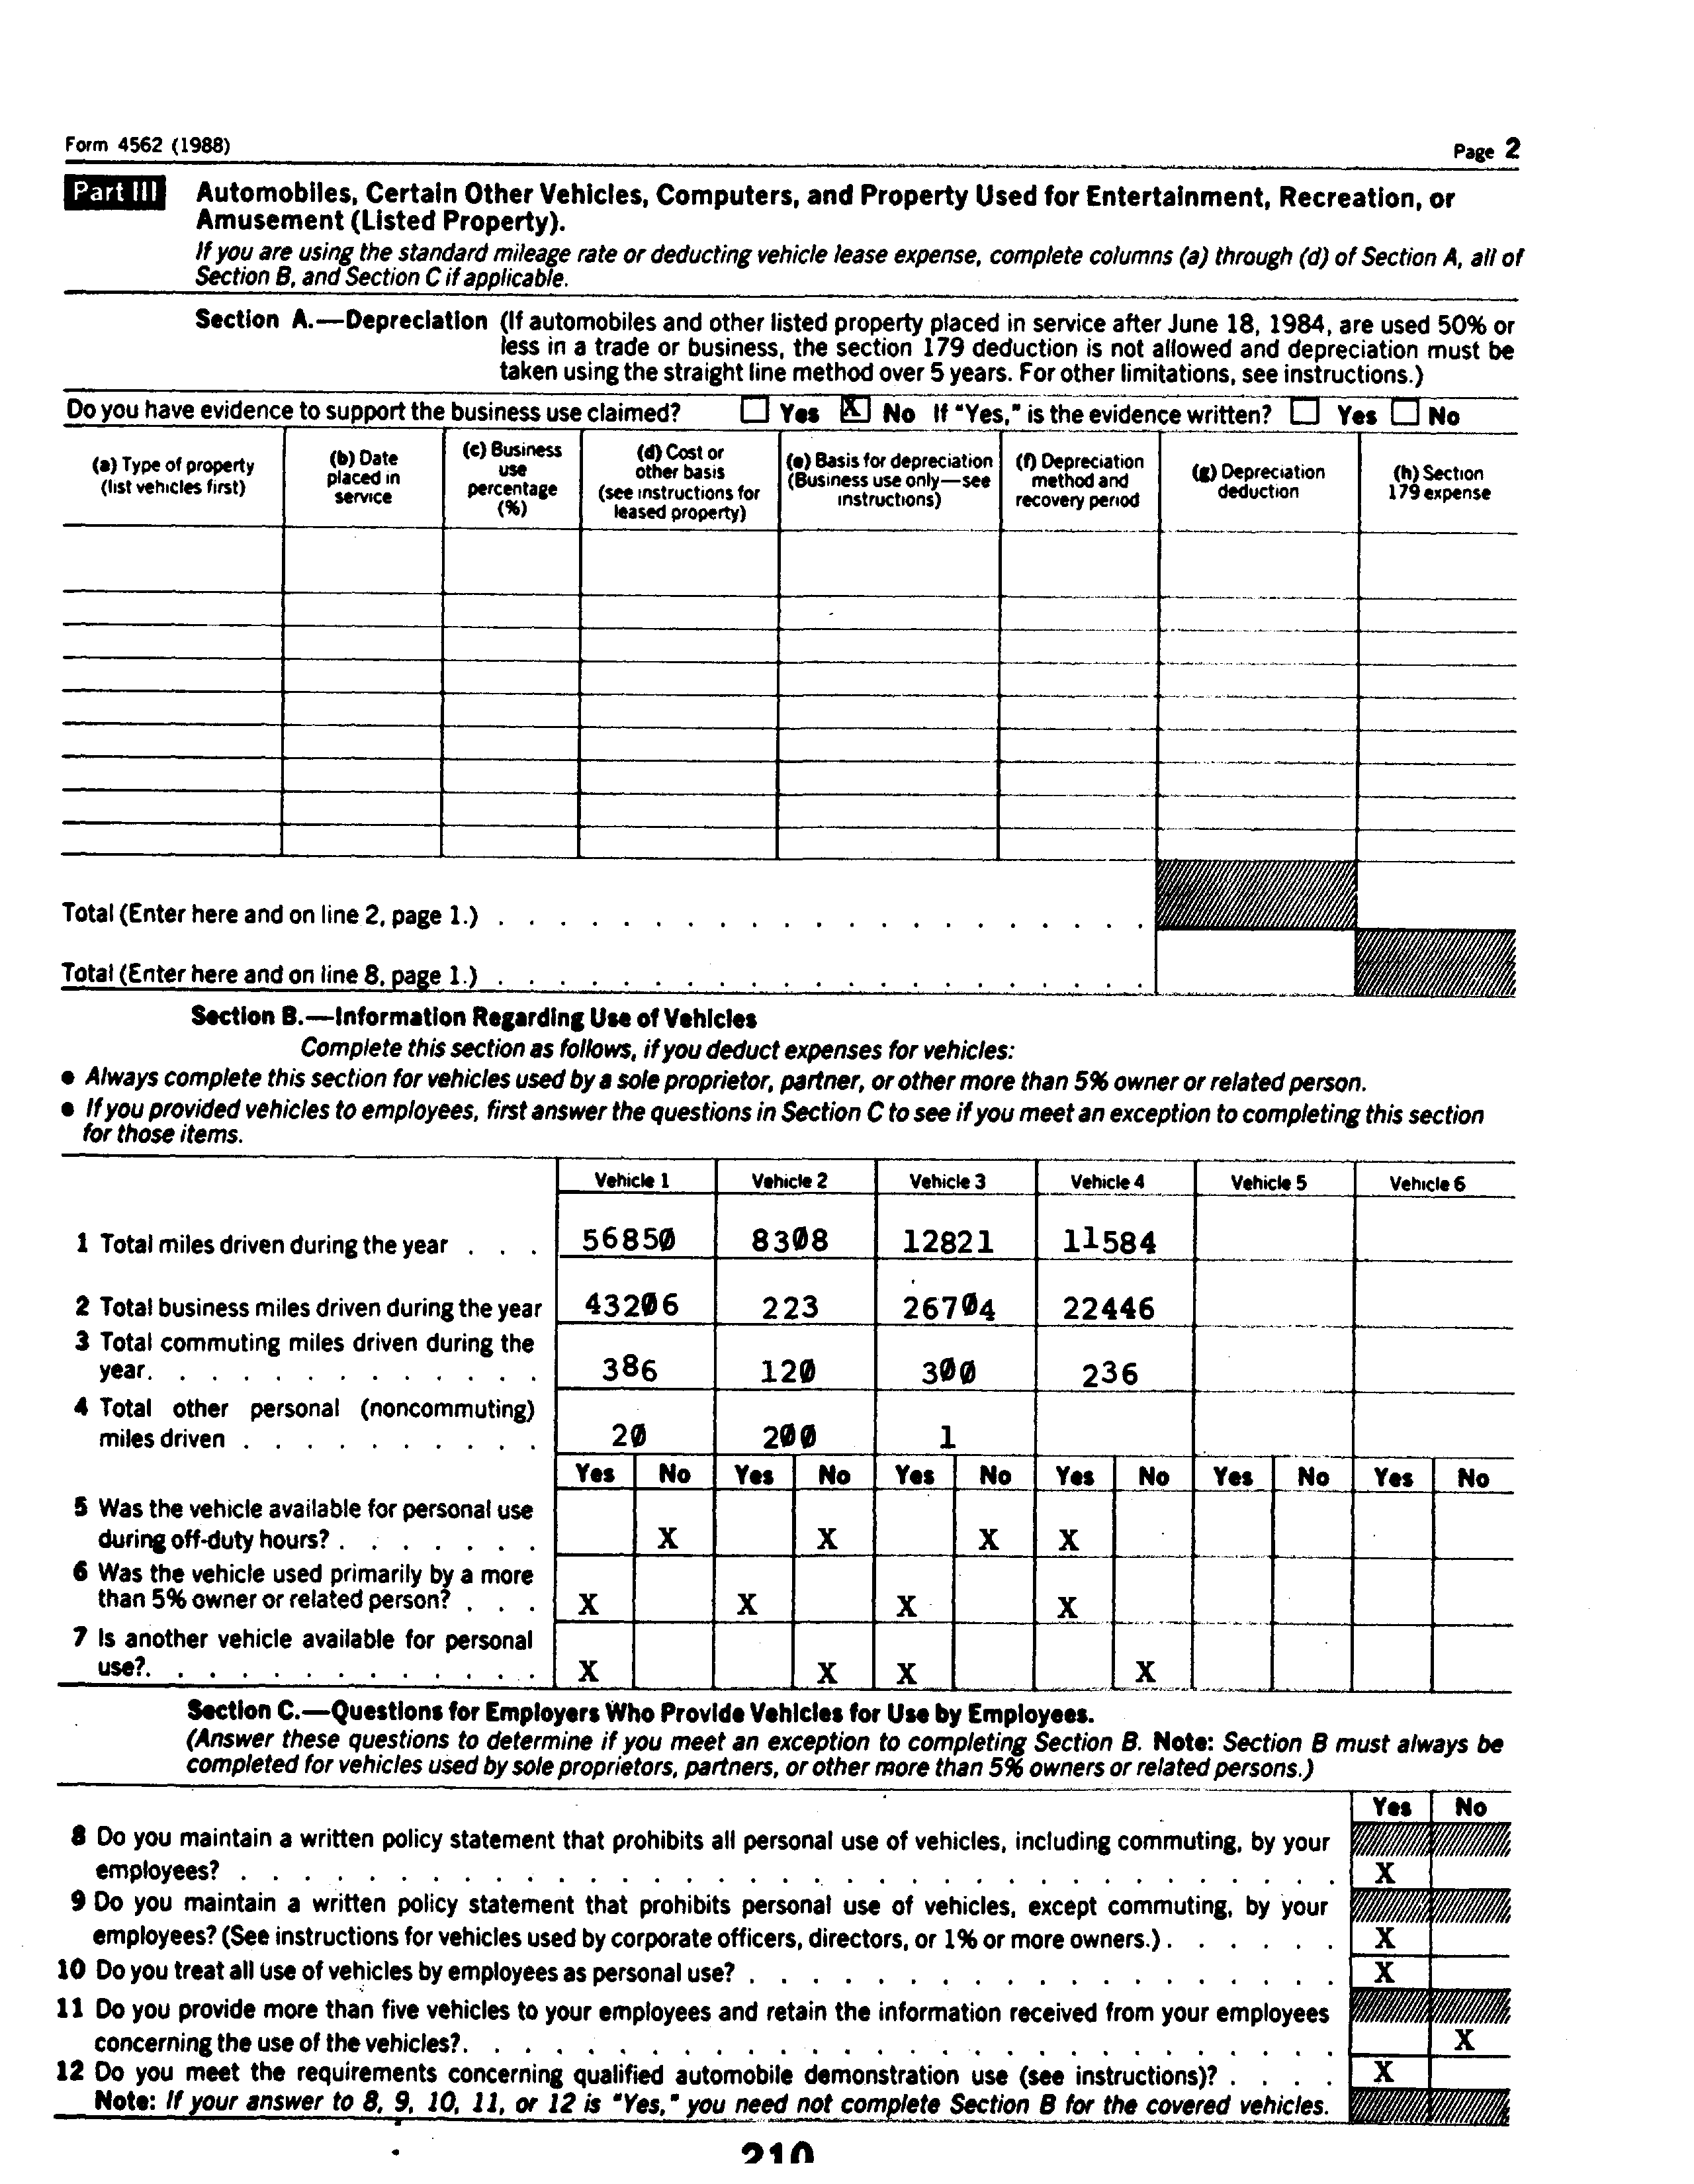 Form 4562 (1988) Page 2
Part III Automobiles, Certain Other Vehicles, Computers, and Property Used for Entertainment, Recreation, or
Amusement (Listed Property).
If you are using the standard mileage rate or deducting vehicle lease expense, complete columns (a) through (d) of Section A, all of
Section B, and Section C if applicable.
Section A.—Depreciation (If automobiles and other listed property placed in service after June 18, 1984, are used 50% or
less in a trade or business, the section 179 deduction is not allowed and depreciation must be
taken using the straight line method over 5 years. For other limitations, see instructions.)
Do you have evidence to support the business use claimed? Yes X No If "Yes," is the evidence written? Yes No
(a) Type of property
(list vehicles first)
(b) Date
placed in
service
(c) Business
use
percentage
(%)
(d) Cost or
other basis
(see instructions for
leased property)
(e) Basis for depreciation
(Business use only—see
instructions)
(f) Depreciation
method and
recovery period
(g) Depreciation
deduction
(h) Section
179 expense
Total (Enter here and on line 2, page 1.) . . . . . . . . . . . . . . . . . . . . .
Total (Enter here and on line 8, page 1.) . . . . . . . . . . . . . . . . . . . . .
Section B.—Information Regarding Use of Vehicles
Complete this section as follows, if you deduct expenses for vehicles:
• Always complete this section for vehicles used by a sole proprietor, partner, or other more than 5% owner or related person.
• If you provided vehicles to employees, first answer the questions in Section C to see if you meet an exception to completing this section
for those items.
Vehicle 1 Vehicle 2 Vehicle 3 Vehicle 4 Vehicle 5 Vehicle 6
1 Total miles driven during the year . . . 56850 8308 12821 11584
2 Total business miles driven during the year 43206 223 26704 22446
3 Total commuting miles driven during the
year. . . . . . . . . . . . . 386 120 300 236
4 Total other personal (noncommuting)
miles driven . . . . . . . . . . 20 200 1
Yes No Yes No Yes No Yes No Yes No Yes No
5 Was the vehicle available for personal use
during off-duty hours? . . . . . . . X X X X
6 Was the vehicle used primarily by a more
than 5% owner or related person? . . . X X X X
7 Is another vehicle available for personal
use?. . . . . . . . . . . . . X X X X
Section C.—Questions for Employers Who Provide Vehicles for Use by Employees.
(Answer these questions to determine if you meet an exception to completing Section B. Note: Section B must always be
completed for vehicles used by sole proprietors, partners, or other more than 5% owners or related persons.)
Yes No
8 Do you maintain a written policy statement that prohibits all personal use of vehicles, including commuting, by your
employees? . . . . . . . . . . . . . . . . . . . . . . . . . . . . . . . . . . X
9 Do you maintain a written policy statement that prohibits personal use of vehicles, except commuting, by your
employees? (See instructions for vehicles used by corporate officers, directors, or 1% or more owners.) . . . . . . X
10 Do you treat all use of vehicles by employees as personal use? . . . . . . . . . . . . . . . . . . . X
11 Do you provide more than five vehicles to your employees and retain the information received from your employees
concerning the use of the vehicles?. . . . . . . . . . . . . . . . . . . . . . . . . . . . X
12 Do you meet the requirements concerning qualified automobile demonstration use (see instructions)? . . . . X
Note: If your answer to 8, 9, 10, 11, or 12 is "Yes," you need not complete Section B for the covered vehicles.
210